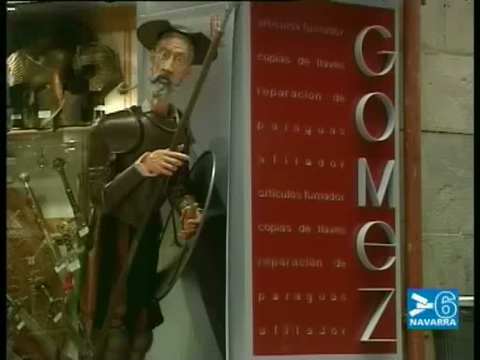 artículos fumador
copias de llaves
reparación de
paraguas
afilador
artículos fumador
copias de llaves
reparación de
paraguas
afilador
GOMeZ
6
NAVARRA